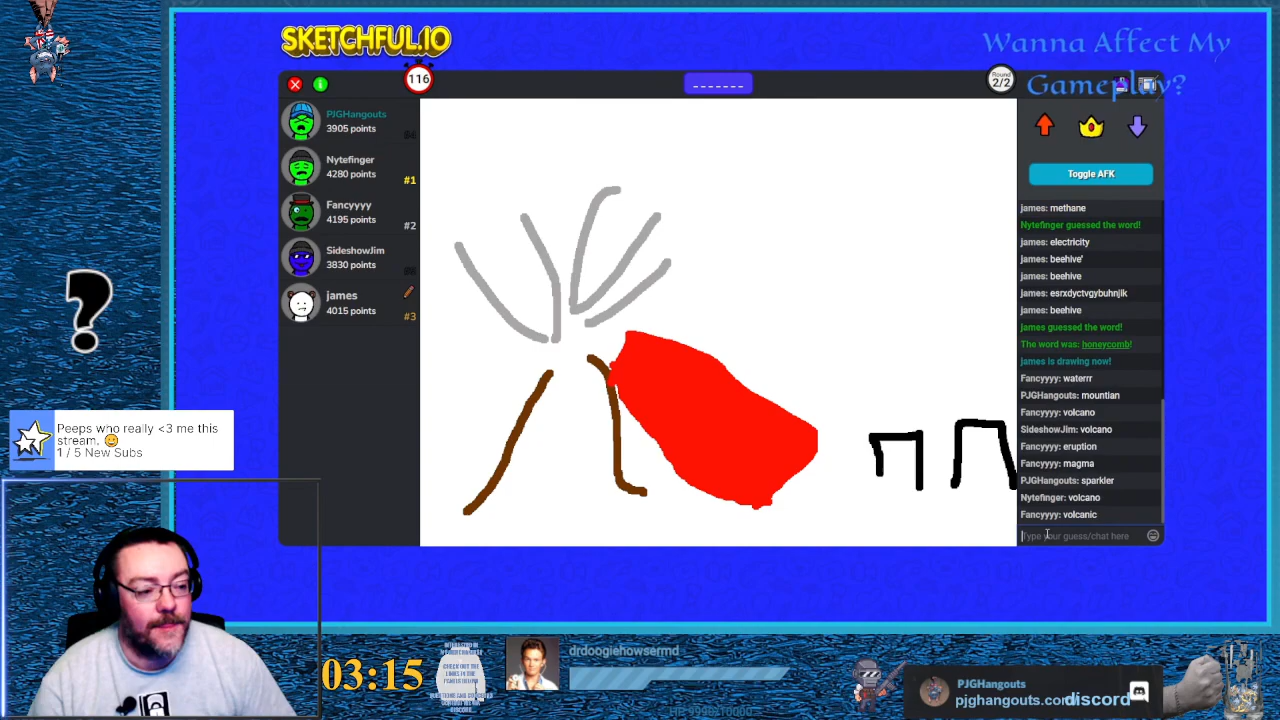 SKETCHFUL.IO
Wanna Affect My
Gameplay?
116
-------
Round
2/2
PJGHangouts
3905 points
Nytefinger
4280 points
#1
Fancyyyy
4195 points
#2
SideshowJim
3830 points
james
4015 points
#3
Toggle AFK
james: methane
Nytefinger guessed the word!
james: electricity
james: beehive'
james: beehive
james: esrxdyctvgybuhnjlk
james: beehive
james guessed the word!
The word was: honeycomb!
james is drawing now!
Fancyyyy: waterrr
PJGHangouts: mountian
Fancyyyy: volcano
SideshowJim: volcano
Fancyyyy: eruption
Fancyyyy: magma
PJGHangouts: sparkler
Nytefinger: volcano
Fancyyyy: volcanic
Type your guess/chat here
Peeps who really <3 me this
stream.
1 / 5 New Subs
03:15
drdoogiehowsermd
PJGHangouts
pjghangouts.com/discord